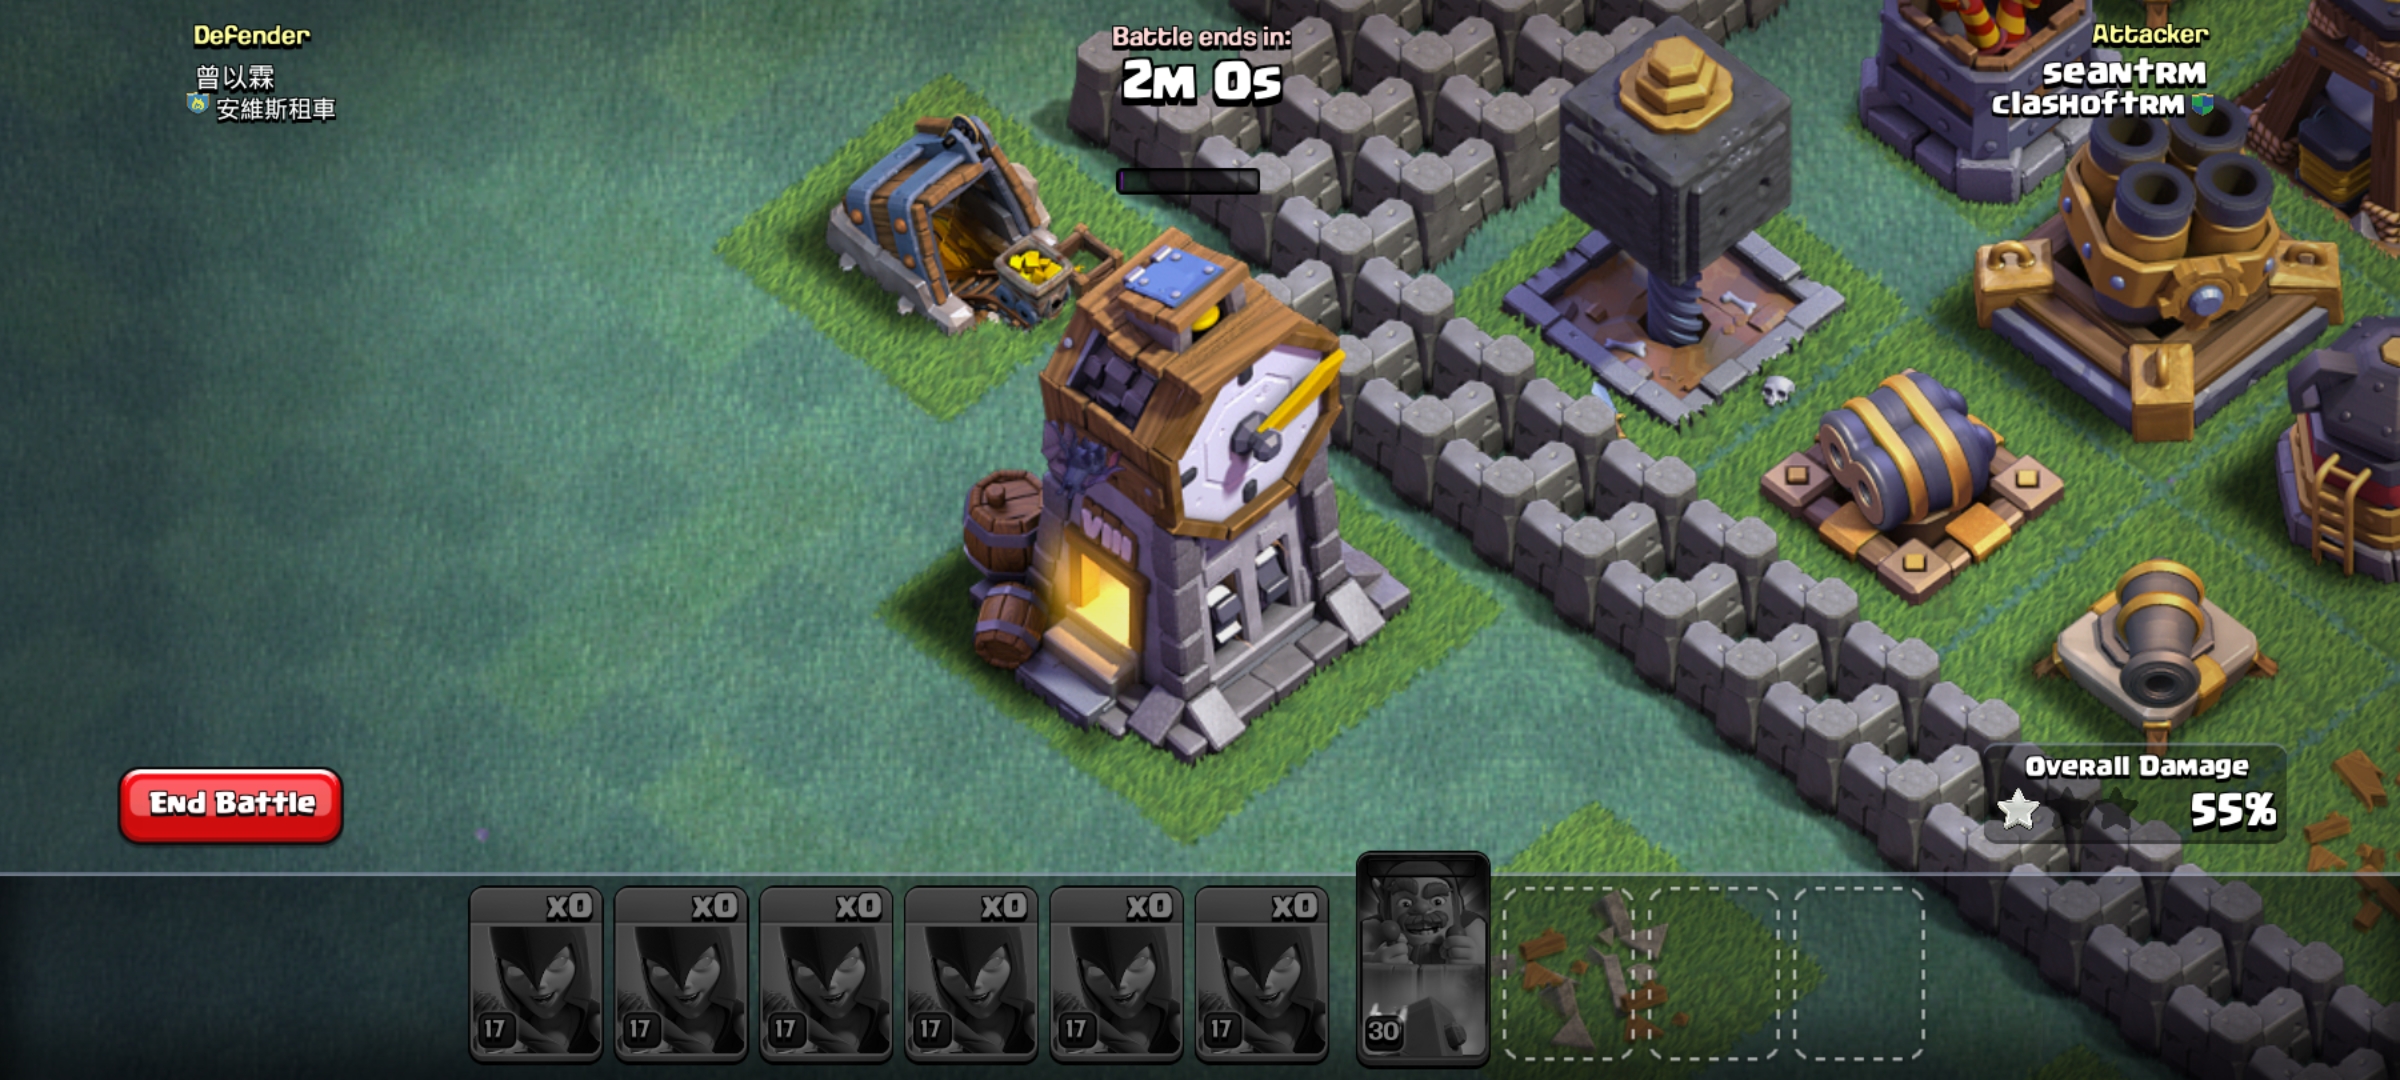 Defender
曾以霖
安維斯租車
Battle ends in:
2M 0s
Attacker
seantrm
clashoftrm
VIII
End Battle
Overall Damage
55%
x0 x0 x0 x0 x0 x0
17 17 17 17 17 17 30